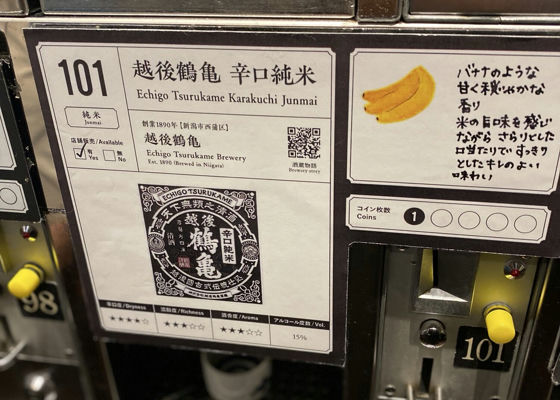 101
越後鶴亀 辛口純米
Echigo Tsurukame Karakuchi Junmai
純米
Junmai
店舗販売/Available
Yes
No
創業1890年【新潟市西蒲区】
越後鶴亀
Echigo Tsurukame Brewery
Est. 1890 (Brewed in Niigata)
酒蔵物語
Brewery story
ECHIGO TSURUKAME
越後
鶴亀
辛口純米
清酒
辛口度/Dryness
★★★★☆
濃醇度/Richness
★★★☆☆
芳香度/Aroma
★★★☆☆
アルコール度数/Vol.
15%
バナナのような
甘く穏やかな
香り
米の旨味を感じ
ながら さらりとした
口当たりで すっきり
としたキレのよい
味わい
コイン枚数
Coins
1
98
101